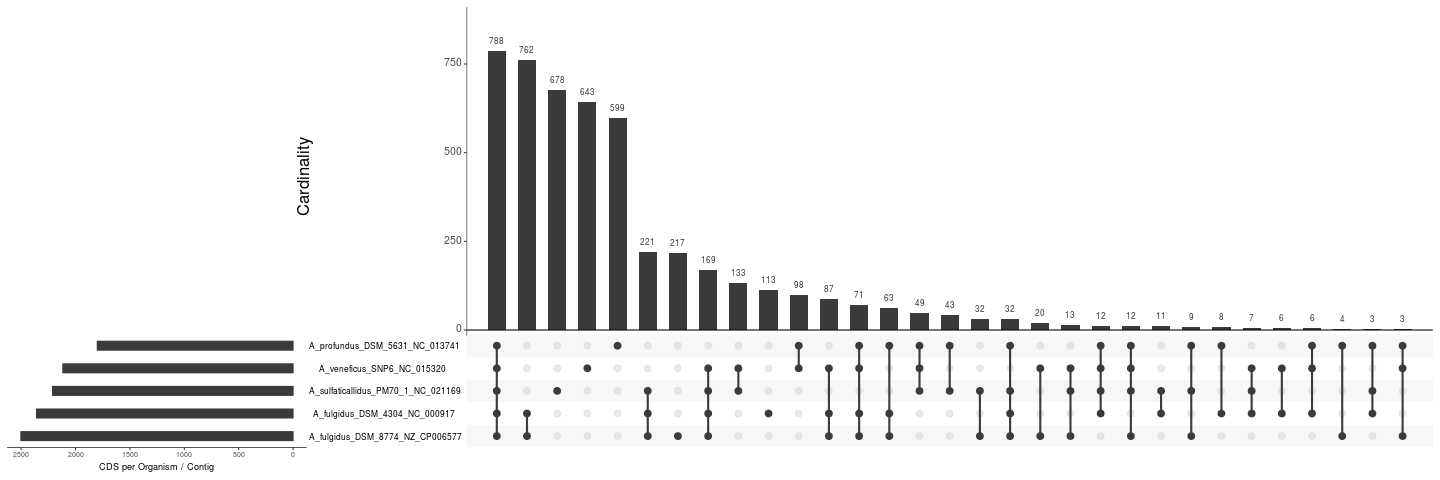 788 762 678 643 599 221 217 169 133 113 98 87 71 63 49 43 32 32 20 13 12 12 11 9 8 7 6 6 4 3 3
750
500
250
0
Cardinality
A_profundus_DSM_5631_NC_013741
A_veneficus_SNP6_NC_015320
A_sulfaticallidus_PM70_1_NC_021169
A_fulgidus_DSM_4304_NC_000917
A_fulgidus_DSM_8774_NZ_CP006577
2500 2000 1500 1000 500 0
CDS per Organism / Contig